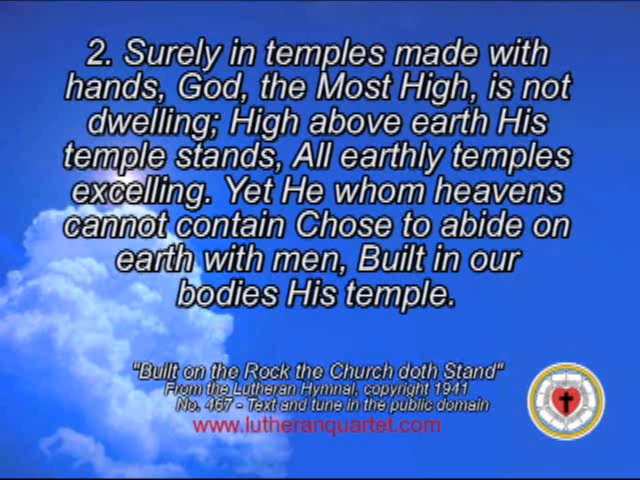 2. Surely in temples made with
hands, God, the Most High, is not
dwelling; High above earth His
temple stands, All earthly temples
excelling. Yet He whom heavens
cannot contain Chose to abide on
earth with men, Built in our
bodies His temple.
"Built on the Rock the Church doth Stand"
From the Lutheran Hymnal, copyright 1941
No. 467 - Text and tune in the public domain
www.lutheranquartet.com